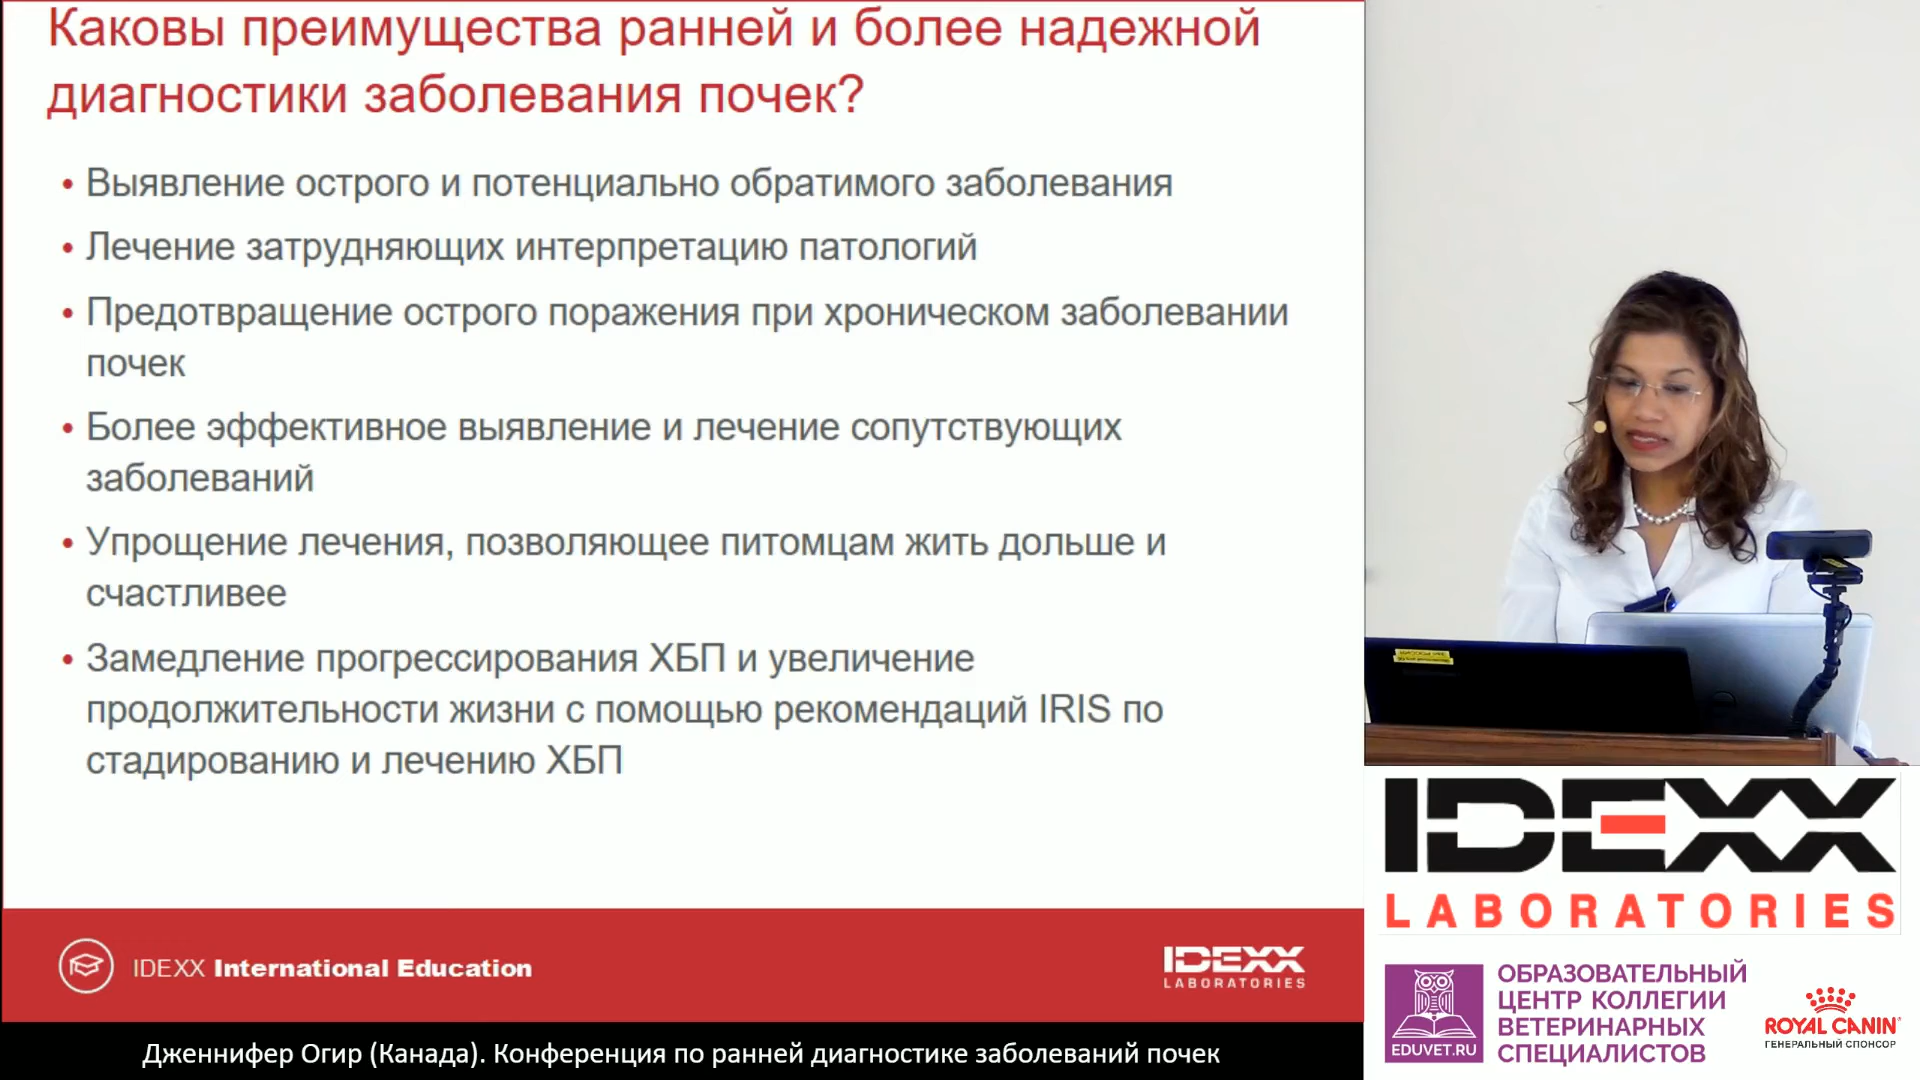 Каковы преимущества ранней и более надежной
диагностики заболевания почек?
• Выявление острого и потенциально обратимого заболевания
• Лечение затрудняющих интерпретацию патологий
• Предотвращение острого поражения при хроническом заболевании
почек
• Более эффективное выявление и лечение сопутствующих
заболеваний
• Упрощение лечения, позволяющее питомцам жить дольше и
счастливее
• Замедление прогрессирования ХБП и увеличение
продолжительности жизни с помощью рекомендаций IRIS по
стадированию и лечению ХБП
IDEXX International Education
IDEXX
LABORATORIES
Дженнифер Огир (Канада). Конференция по ранней диагностике заболеваний почек
IDEXX
LABORATORIES
EDUVET.RU
ОБРАЗОВАТЕЛЬНЫЙ
ЦЕНТР КОЛЛЕГИИ
ВЕТЕРИНАРНЫХ
СПЕЦИАЛИСТОВ
ROYAL CANIN
ГЕНЕРАЛЬНЫЙ СПОНСОР